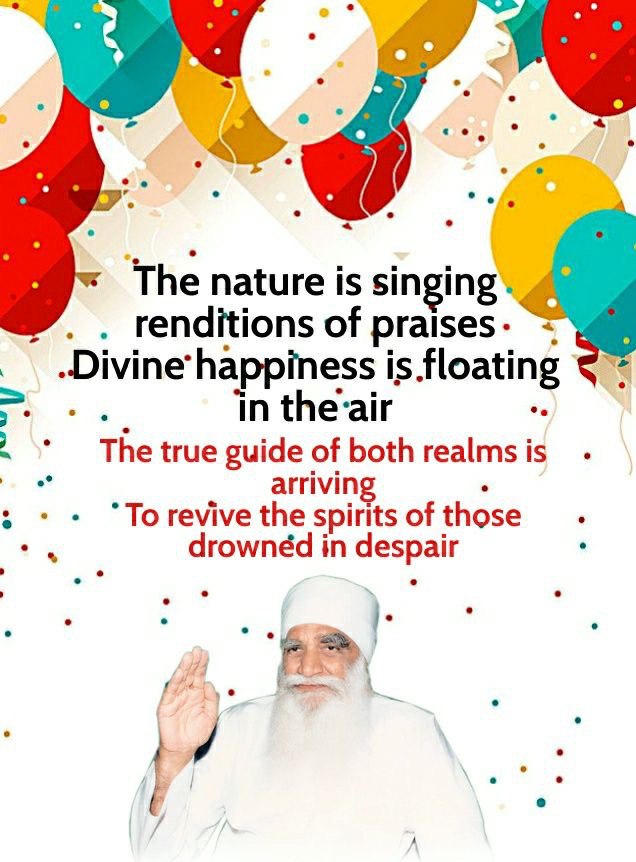 The nature is singing
renditions of praises
Divine happiness is floating
in the air
The true guide of both realms is
arriving
To revive the spirits of those
drowned in despair